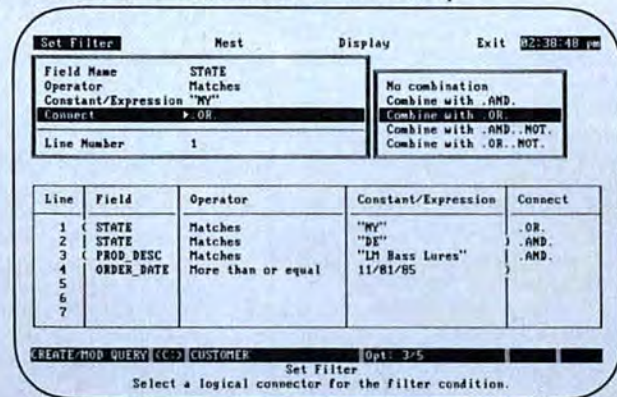 Set Filter Nest Display Exit 02:38:48 pm
Field Name STATE
Operator Matches
Constant/Expression "NY"
Connect ▶.OR.
Line Number 1
No combination
Combine with .AND.
Combine with .OR.
Combine with .AND..NOT.
Combine with .OR..NOT.
Line Field Operator Constant/Expression Connect
1 ( STATE Matches "NY" .OR.
2 STATE Matches "DE" ) .AND.
3 ( PROD_DESC Matches "LM Bass Lures" .AND.
4 ORDER_DATE More than or equal 11/01/85 )
5
6
7
CREATE/MOD QUERY <C:> CUSTOMER Opt: 3/5
Set Filter
Select a logical connector for the filter condition.